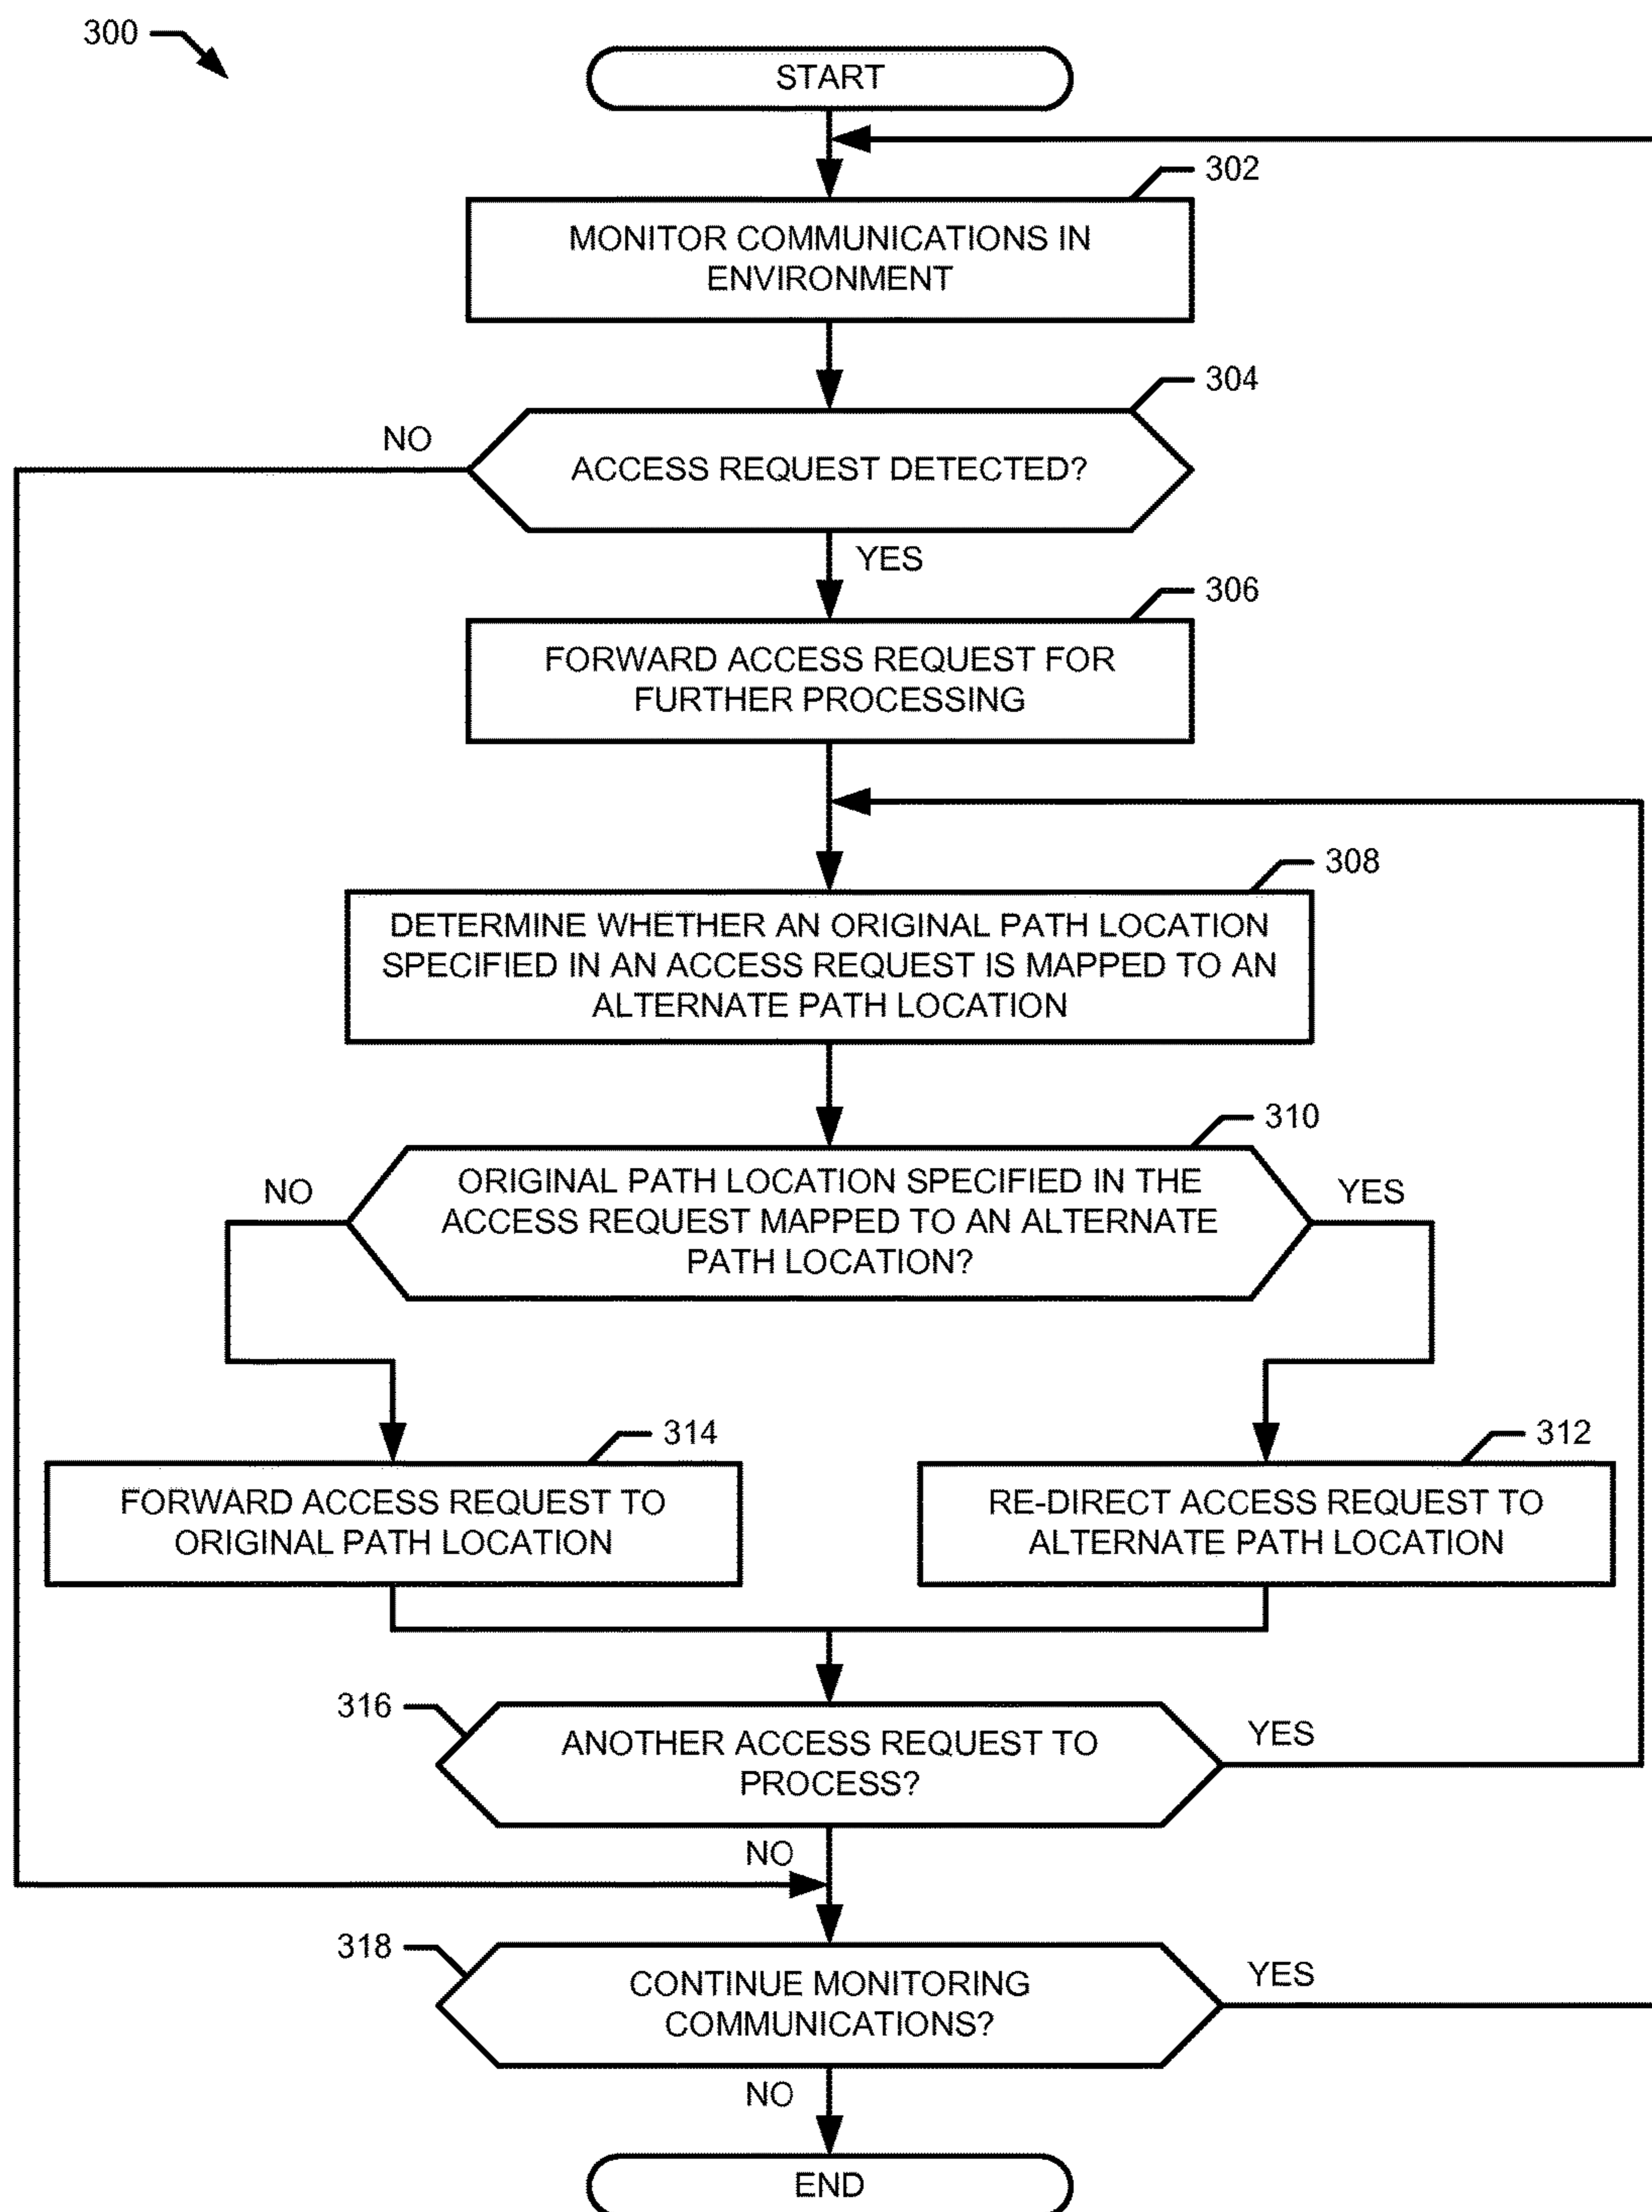 300
START
302
MONITOR COMMUNICATIONS IN
ENVIRONMENT
304
NO
ACCESS REQUEST DETECTED?
YES
306
FORWARD ACCESS REQUEST FOR
FURTHER PROCESSING
308
DETERMINE WHETHER AN ORIGINAL PATH LOCATION
SPECIFIED IN AN ACCESS REQUEST IS MAPPED TO AN
ALTERNATE PATH LOCATION
310
NO
ORIGINAL PATH LOCATION SPECIFIED IN THE
ACCESS REQUEST MAPPED TO AN ALTERNATE
PATH LOCATION?
YES
314
FORWARD ACCESS REQUEST TO
ORIGINAL PATH LOCATION
312
RE-DIRECT ACCESS REQUEST TO
ALTERNATE PATH LOCATION
316
ANOTHER ACCESS REQUEST TO
PROCESS?
YES
NO
318
CONTINUE MONITORING
COMMUNICATIONS?
YES
NO
END